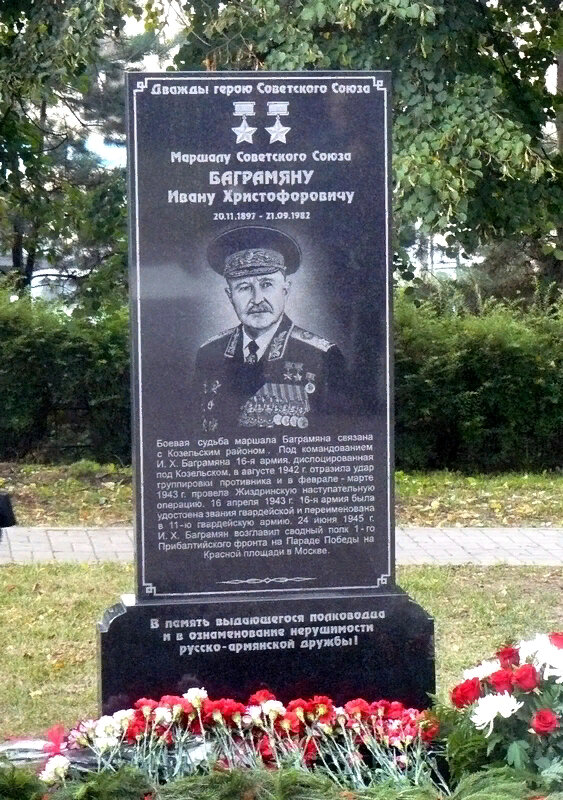 Дважды герою Советского Союза
Маршалу Советского Союза
БАГРАМЯНУ
Ивану Христофоровичу
20.11.1897 - 21.09.1982
Боевая судьба маршала Баграмяна связана
с Козельским районом. Под командованием
И. Х. Баграмяна 16-я армия, дислоцированная
под Козельском, в августе 1942 г. отразила удар
группировки противника и в феврале - марте
1943 г. провела Жиздринскую наступательную
операцию. 16 апреля 1943 г. 16-я армия была
удостоена звания гвардейской и переименована
в 11-ю гвардейскую армию. 24 июня 1945 г.
И. Х. Баграмян возглавил сводный полк 1-го
Прибалтийского фронта на Параде Победы на
Красной площади в Москве.
В память выдающегося полководца
и в ознаменование нерушимости
русско-армянской дружбы!